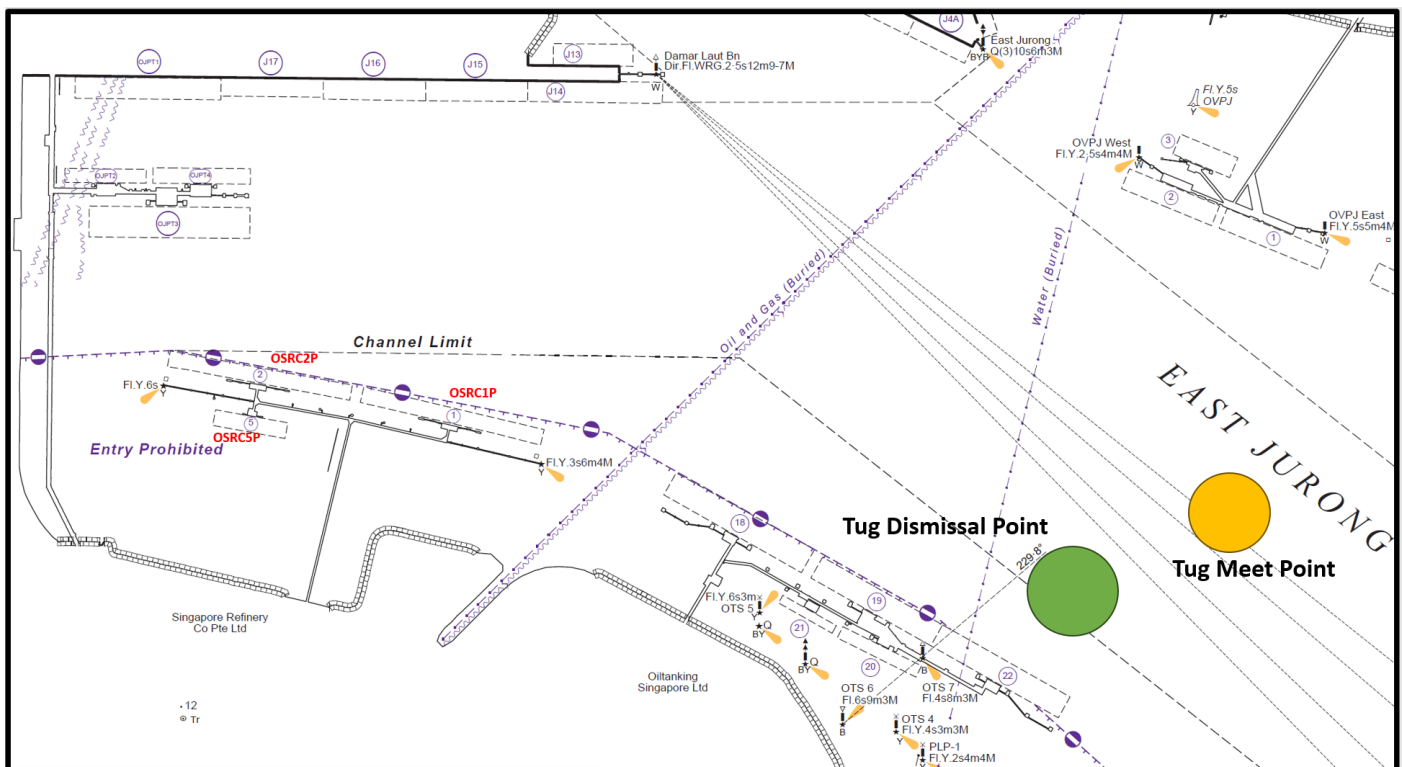 J4A
OJPT1
J17
J16
J15
J13
J14
Damar Laut Bn
Dir.Fl.WRG.2·5s12m9-7M
W
East Jurong
Q(3)10s6m3M
BYB
Fl.Y.5s
OVPJ
Y
OVPJ West
Fl.Y.2.5s4m4M
W
3
2
1
OVPJ East
Fl.Y.5s5m4M
W
OJPT2
OJPT4
OJPT3
Oil and Gas (Buried)
Water (Buried)
Channel Limit
OSRC2P
OSRC1P
OSRC5P
Fl.Y.6s
Y
2
1
5
Entry Prohibited
Fl.Y.3s6m4M
Y
EAST JURONG
Tug Dismissal Point
Tug Meet Point
229·8°
18
19
Fl.Y.6s3m
OTS 5
Y
Q
BY
21
Q
BY
20
22
OTS 7
Fl.4s8m3M
B
OTS 6
Fl.6s9m3M
B
OTS 4
Fl.Y.4s3m3M
Y
PLP-1
Fl.Y.2s4m4M
Singapore Refinery
Co Pte Ltd
Oiltanking
Singapore Ltd
12
Tr